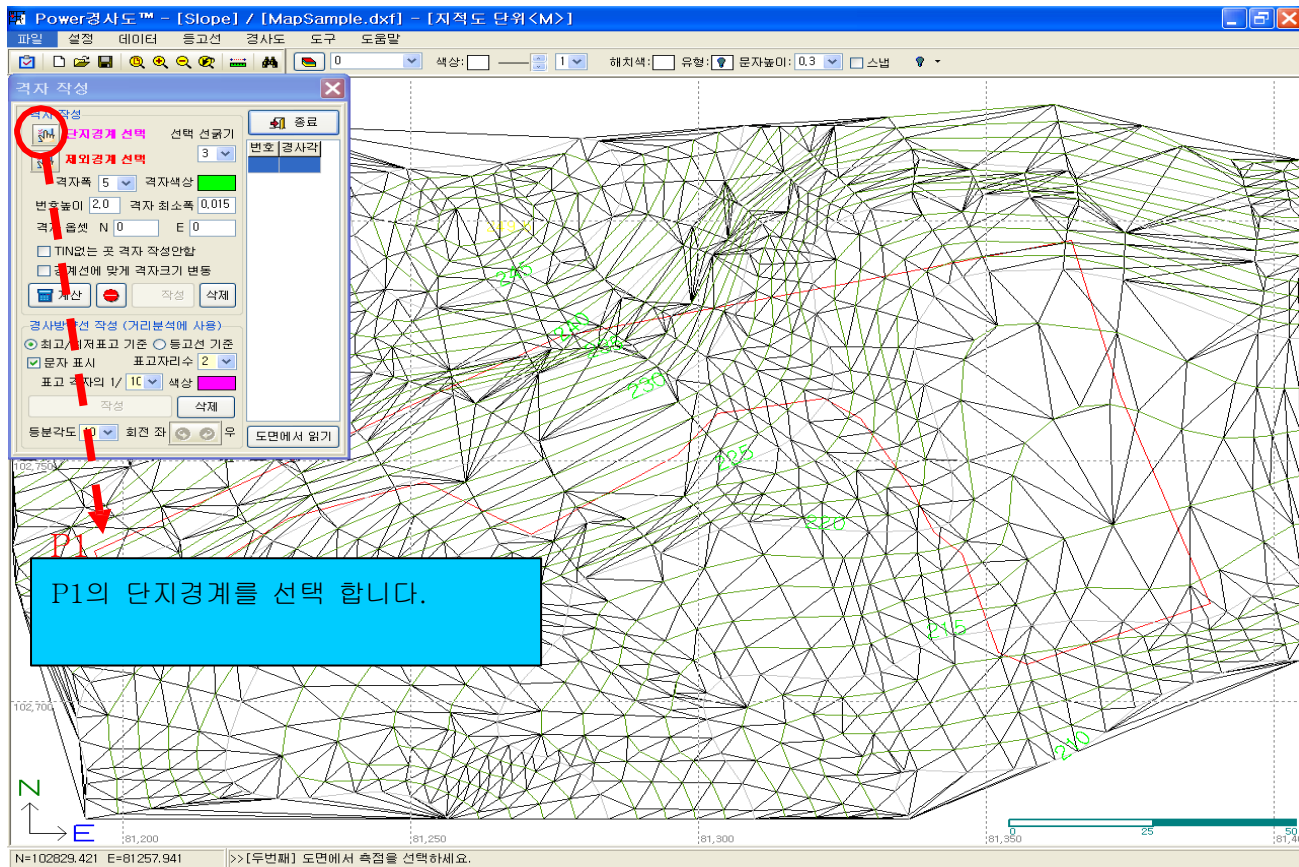 Power경사도™ - [Slope] / [MapSample.dxf] - [지적도 단위<M>]
파일 설정 데이터 등고선 경사도 도구 도움말
0 색상: 1 해치색: 유형: 문자높이: 0.3 스냅
격자 작성
격자 작성
단지경계 선택 선택 선굵기
제외경계 선택 3
격자폭 5 격자색상
번호높이 2.0 격자 최소폭 0.015
격자 옵셋 N 0 E 0
TIN없는 곳 격자 작성안함
경계선에 맞게 격자크기 변동
계산 작성 삭제
경사방향선 작성 (거리분석에 사용)
최고/최저표고 기준 등고선 기준
문자 표시 표고자리수 2
표고 격자의 1/ 10 색상
작성 삭제
등분각도 10 회전 좌 우
종료
번호 경사각
도면에서 읽기
245
240
235
230
225
220
215
210
102,750
102,700
P1
P1의 단지경계를 선택 합니다.
N
E
81,200
81,250
81,300
81,350
0 25 50
N=102829.421 E=81257.941 >>[두번째] 도면에서 측점을 선택하세요.